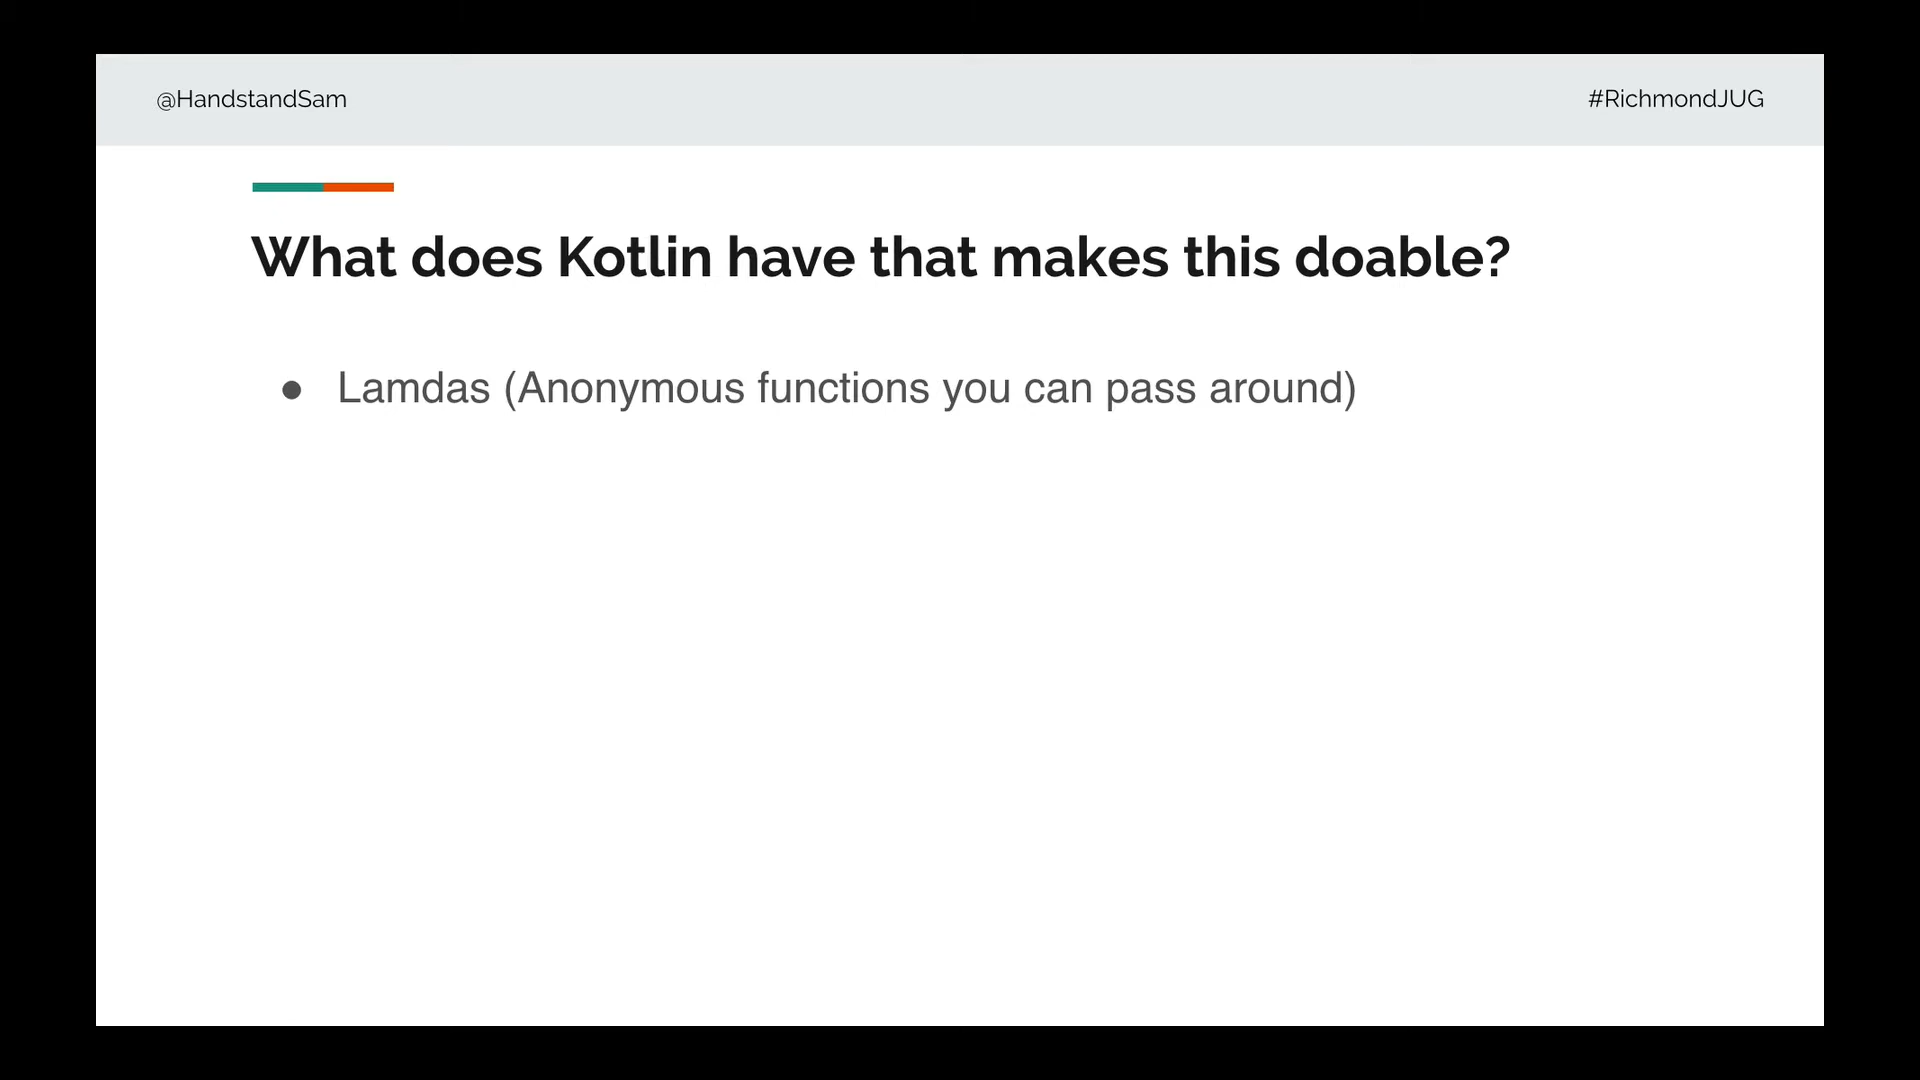 @HandstandSam
#RichmondJUG
What does Kotlin have that makes this doable?
● Lamdas (Anonymous functions you can pass around)